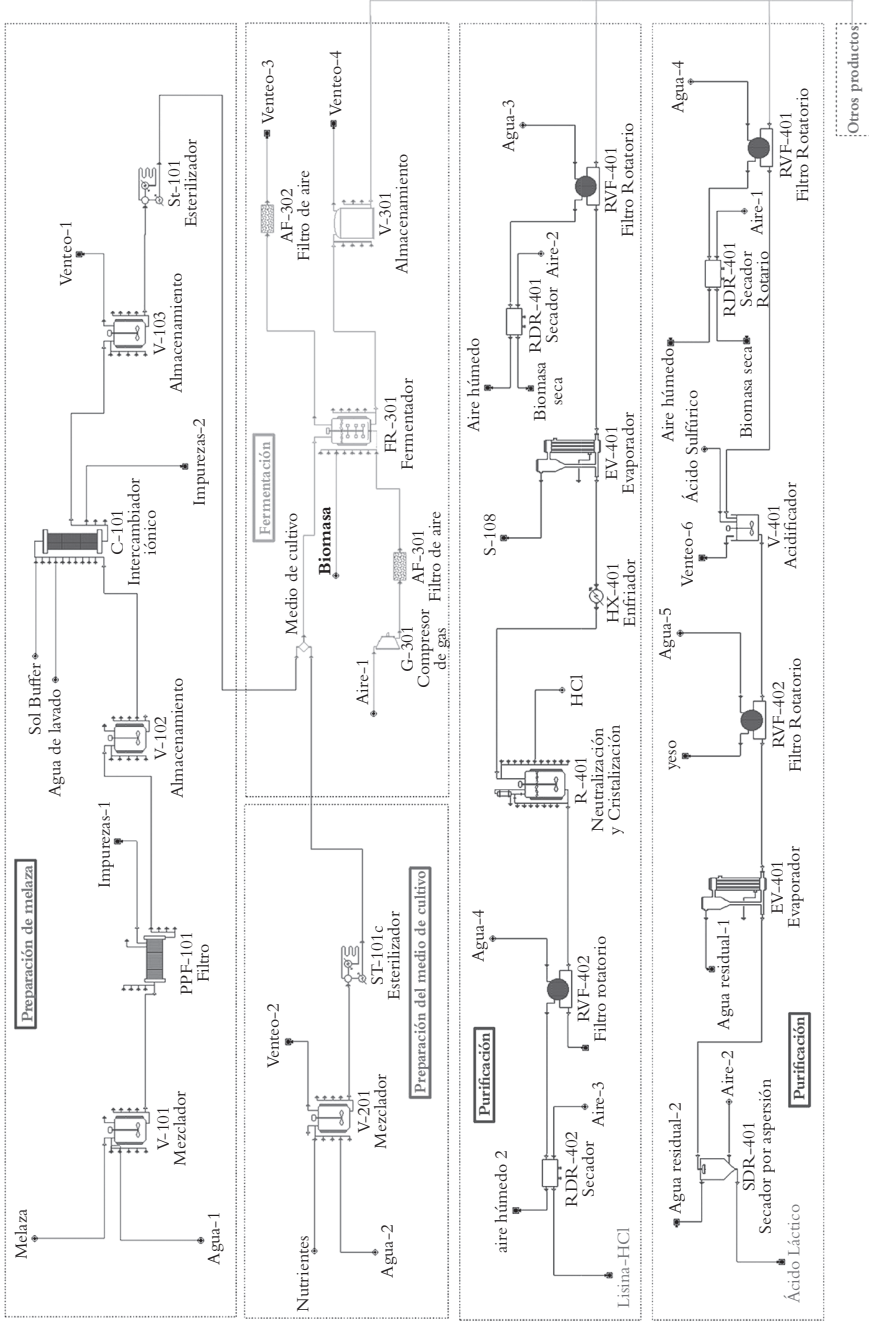 Preparación de melaza
Melaza
Agua-1
V-101
Mezclador
PPF-101
Filtro
Impurezas-1
V-102
Almacenamiento
Sol Buffer
Agua de lavado
C-101
Intercambiador
iónico
Impurezas-2
V-103
Almacenamiento
Venteo-1
St-101
Esterilizador
Nutrientes
Agua-2
V-201
Mezclador
Venteo-2
ST-101c
Esterilizador
Preparación del medio de cultivo
Fermentación
Medio de cultivo
Biomasa
Aire-1
G-301
Compresor
de gas
AF-301
Filtro de aire
FR-301
Fermentador
AF-302
Filtro de aire
Venteo-3
V-301
Almacenamiento
Venteo-4
Purificación
aire húmedo 2
Lisina-HCl
RDR-402
Secador
Aire-3
RVF-402
Filtro rotatorio
Agua-4
R-401
Neutralización
y Cristalización
HCl
HX-401
Enfriador
S-108
EV-401
Evaporador
Aire húmedo
Biomasa
seca
RDR-401
Secador
Aire-2
RVF-401
Filtro Rotatorio
Agua-3
Purificación
Agua residual-2
Ácido Láctico
SDR-401
Secador por aspersión
Aire-2
Agua residual-1
EV-401
Evaporador
yeso
RVF-402
Filtro Rotatorio
Agua-5
Venteo-6
Ácido Sulfúrico
V-401
Acidificador
Aire húmedo
Biomasa seca
RDR-401
Secador
Rotario
Aire-1
RVF-401
Filtro Rotatorio
Agua-4
Otros productos